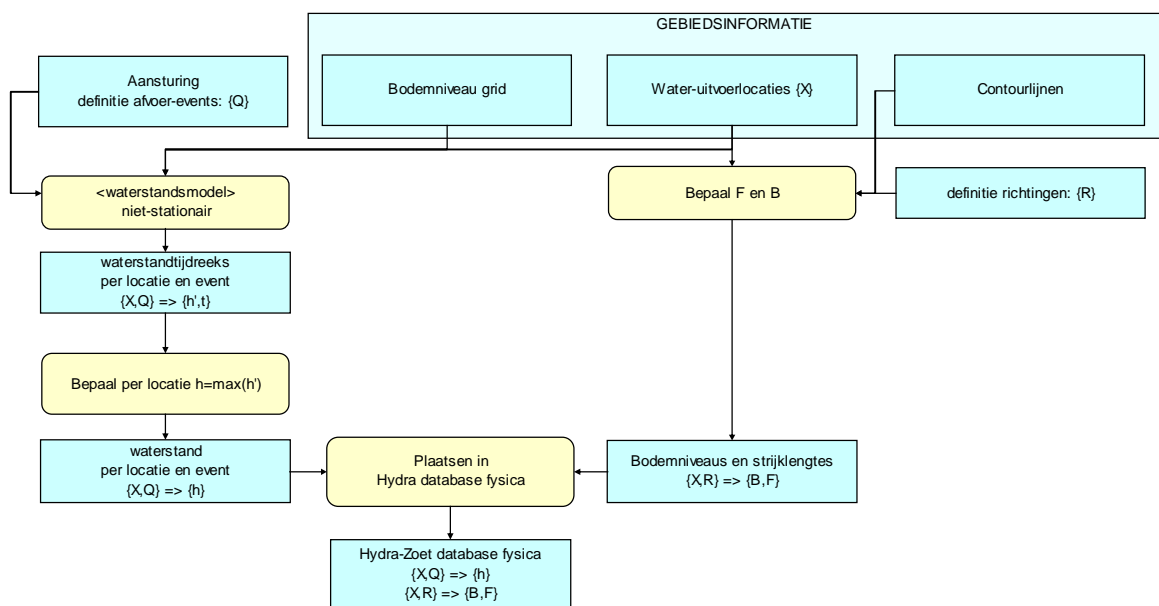 GEBIEDSINFORMATIE
Aansturing
definitie afvoer-events: {Q}
Bodemniveau grid
Water-uitvoerlocaties {X}
Contourlijnen
<waterstandsmodel>
niet-stationair
Bepaal F en B
definitie richtingen: {R}
waterstandtijdreeks
per locatie en event
{X,Q} => {h',t}
Bepaal per locatie h=max(h')
waterstand
per locatie en event
{X,Q} => {h}
Plaatsen in
Hydra database fysica
Bodemniveaus en strijklengtes
{X,R} => {B,F}
Hydra-Zoet database fysica
{X,Q} => {h}
{X,R} => {B,F}